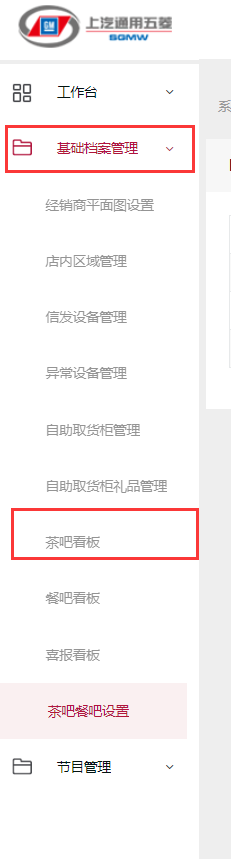 GM
上汽通用五菱
SGMW
工作台
系
基础档案管理
经销商平面图设置
店内区域管理
信发设备管理
异常设备管理
自助取货柜管理
自助取货柜礼品管理
茶吧看板
餐吧看板
喜报看板
茶吧餐吧设置
节目管理